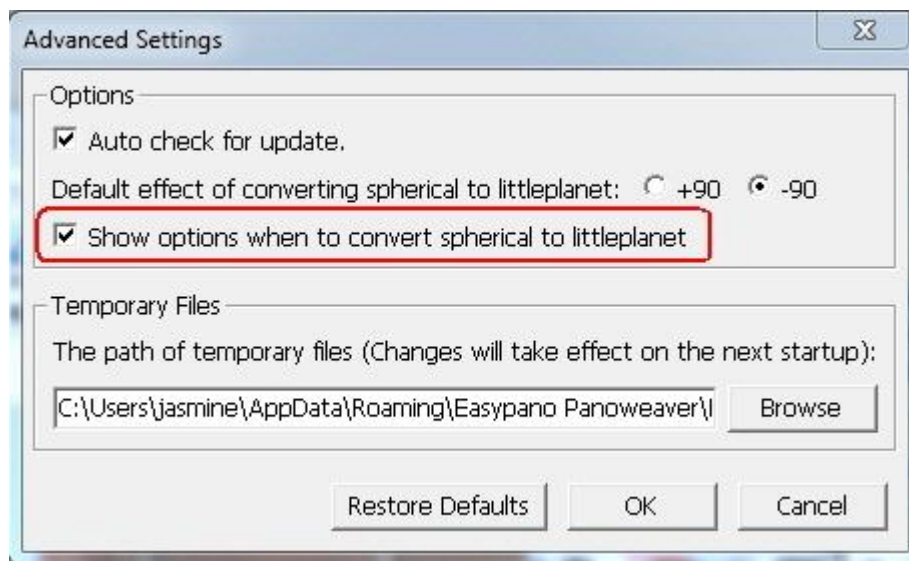 Advanced Settings
Options
Auto check for update.
Default effect of converting spherical to littleplanet: +90 -90
Show options when to convert spherical to littleplanet
Temporary Files
The path of temporary files (Changes will take effect on the next startup):
C:\Users\jasmine\AppData\Roaming\Easypano Panoweaver\ Browse
Restore Defaults OK Cancel